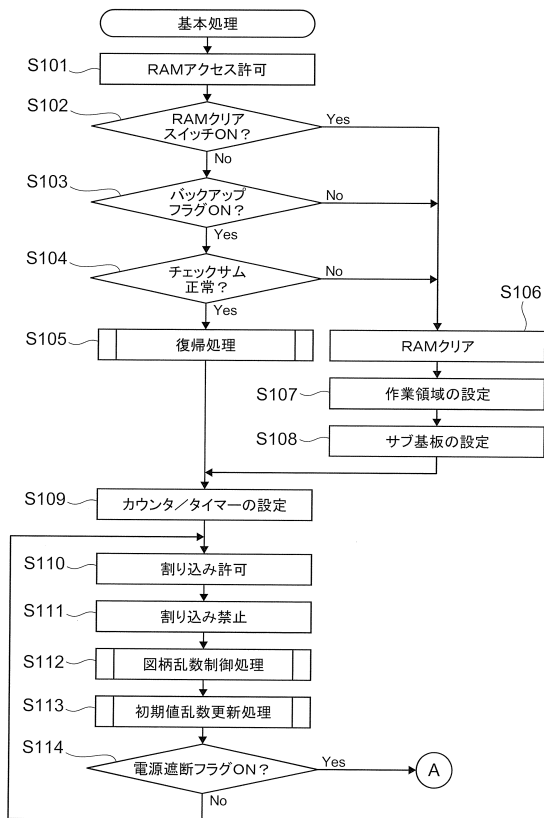 基本処理
S101
RAMアクセス許可
S102
RAMクリア
スイッチON？
Yes
No
S103
バックアップ
フラグON？
No
Yes
S104
チェックサム
正常？
No
Yes
S105
復帰処理
S106
RAMクリア
S107
作業領域の設定
S108
サブ基板の設定
S109
カウンタ／タイマーの設定
S110
割り込み許可
S111
割り込み禁止
S112
図柄乱数制御処理
S113
初期値乱数更新処理
S114
電源遮断フラグON？
Yes
A
No